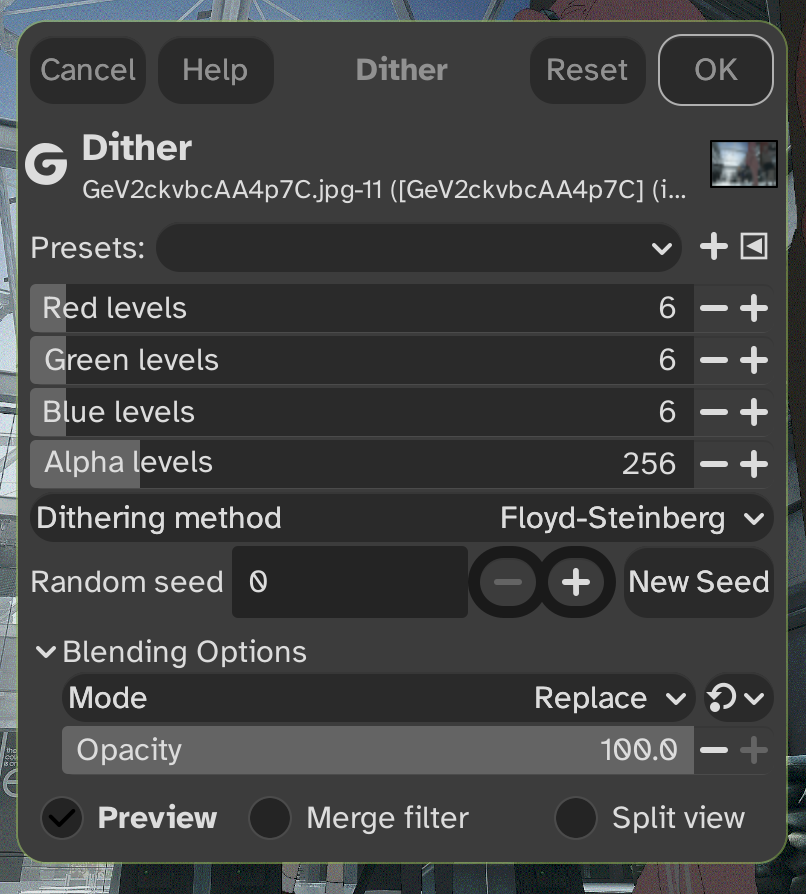 Cancel Help Dither Reset OK
Dither
GeV2ckvbcAA4p7C.jpg-11 ([GeV2ckvbcAA4p7C] (i...
Presets:
Red levels 6
Green levels 6
Blue levels 6
Alpha levels 256
Dithering method Floyd-Steinberg
Random seed 0 New Seed
Blending Options
Mode Replace
Opacity 100.0
Preview Merge filter Split view